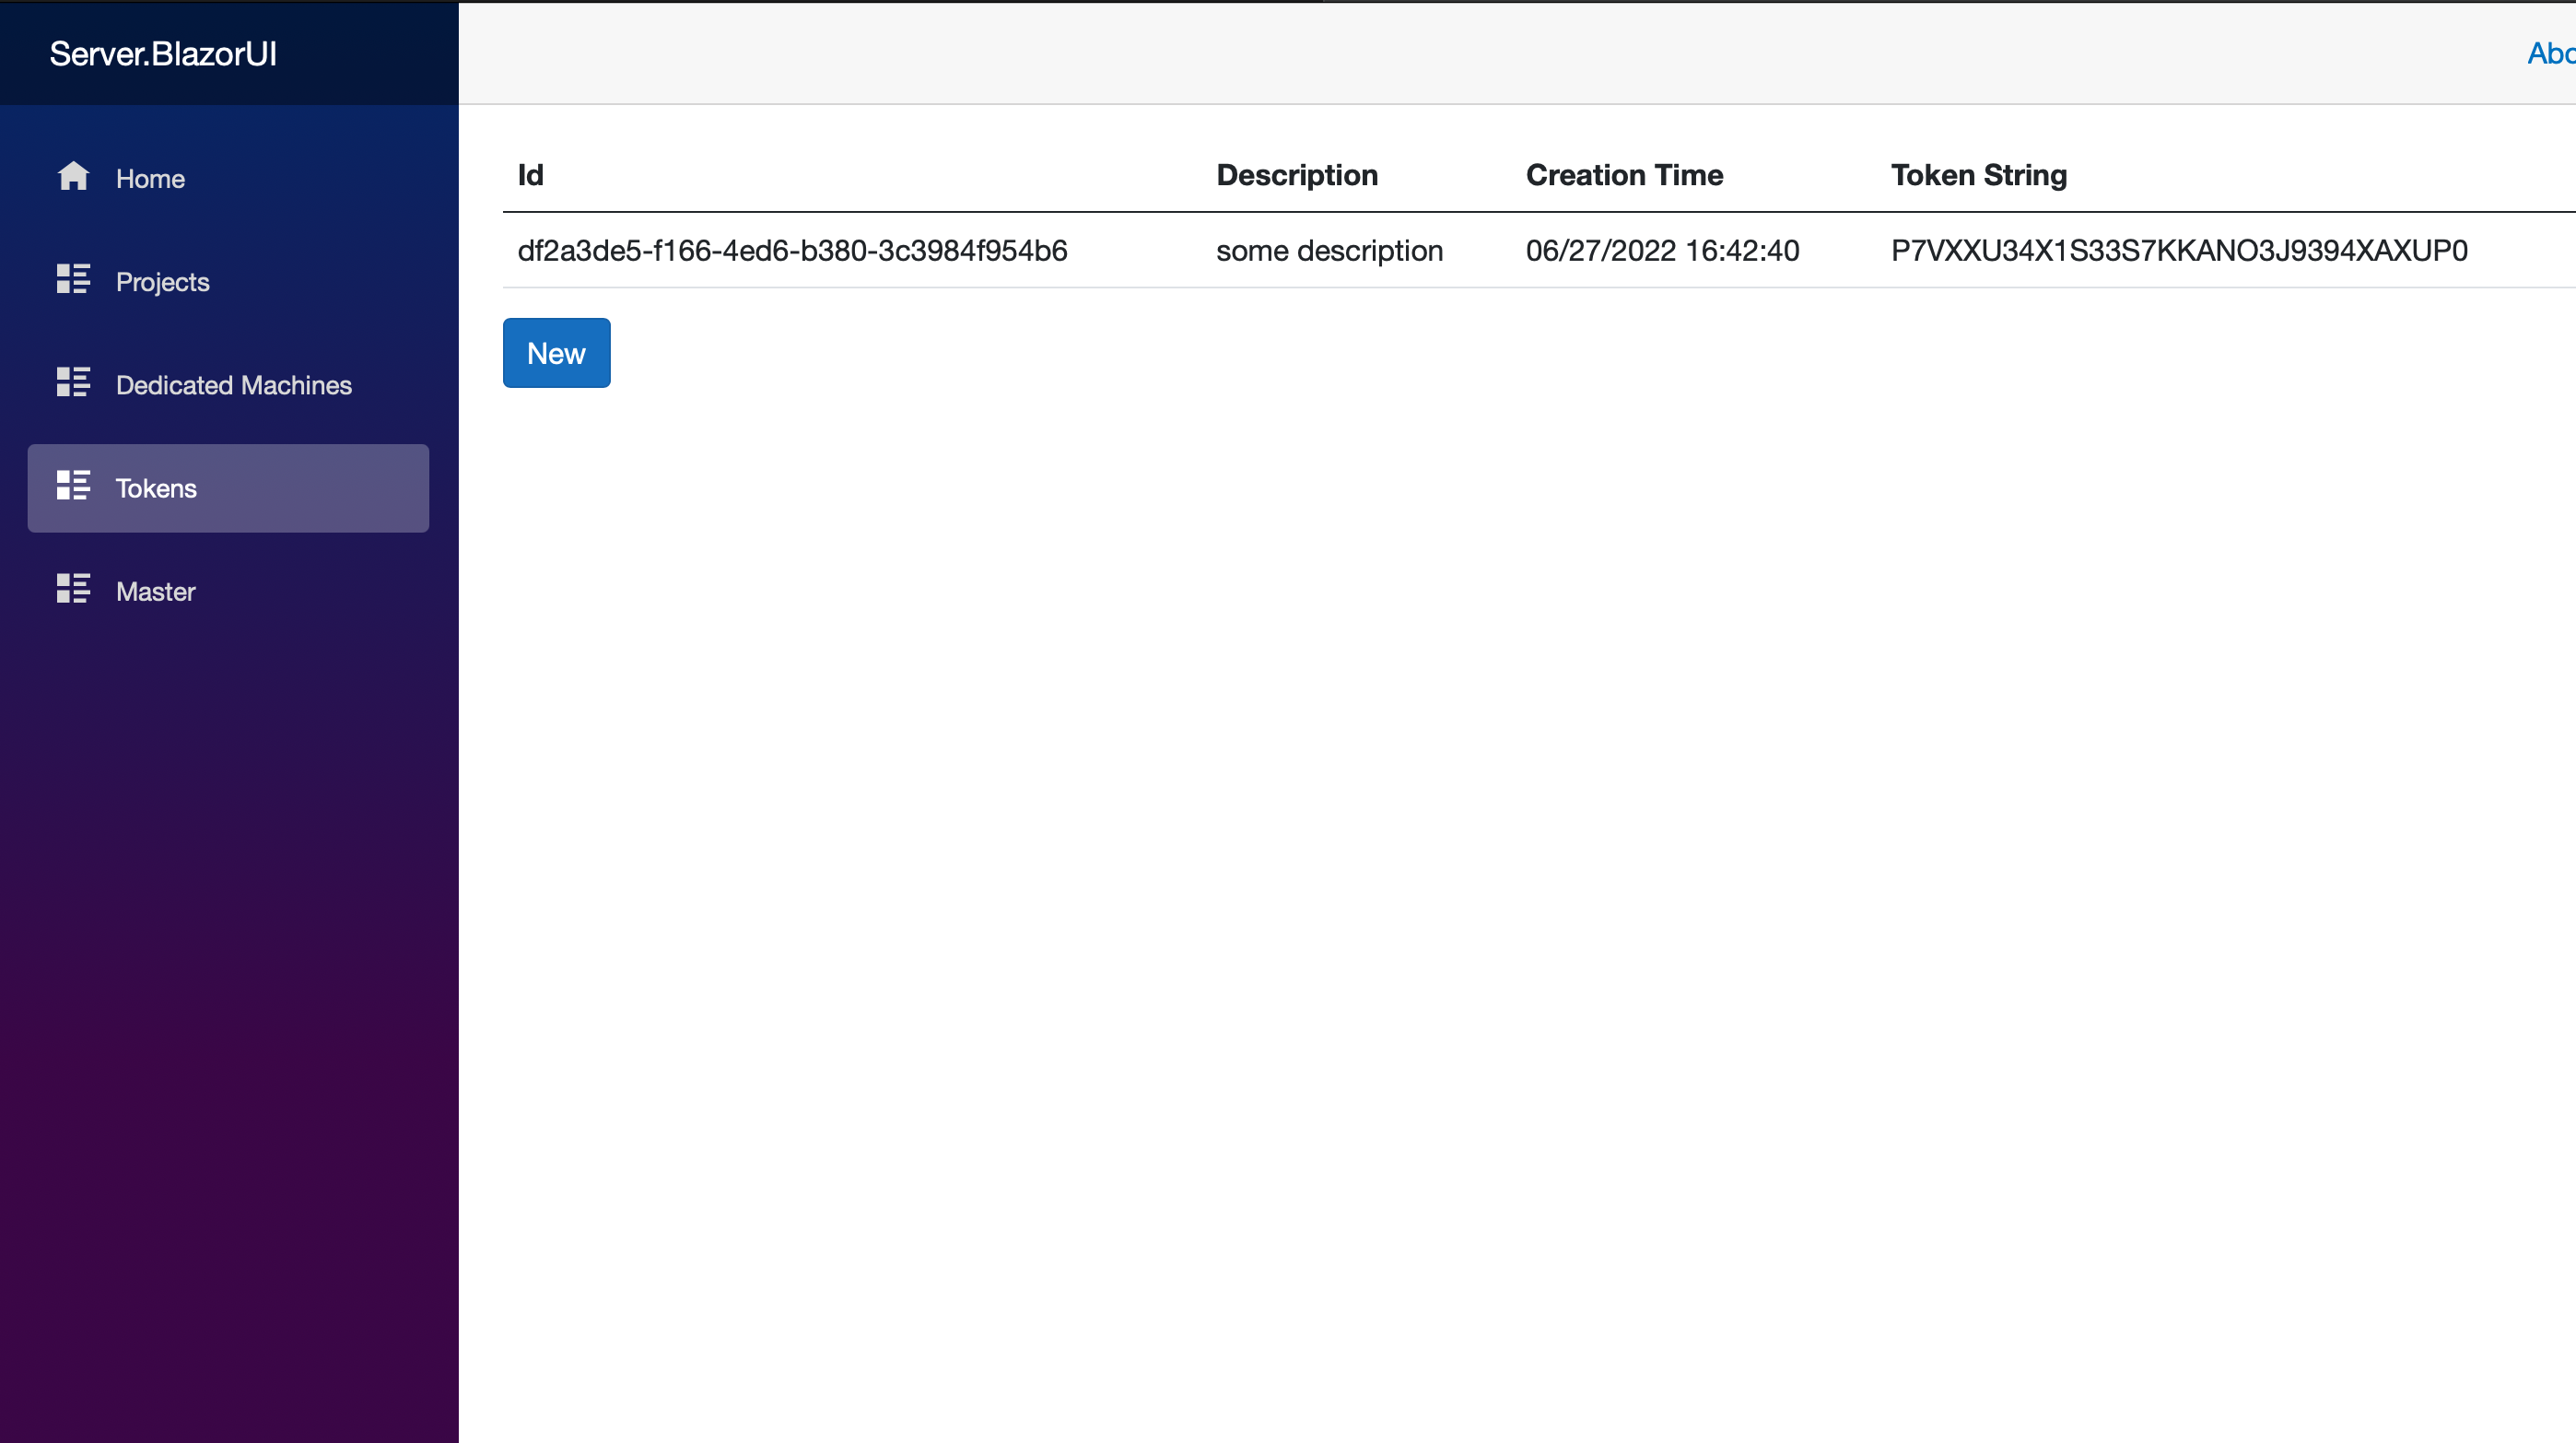 Server.BlazorUI
Abo
Home
Projects
Dedicated Machines
Tokens
Master
Id Description Creation Time Token String
df2a3de5-f166-4ed6-b380-3c3984f954b6 some description 06/27/2022 16:42:40 P7VXXU34X1S33S7KKANO3J9394XAXUP0
New